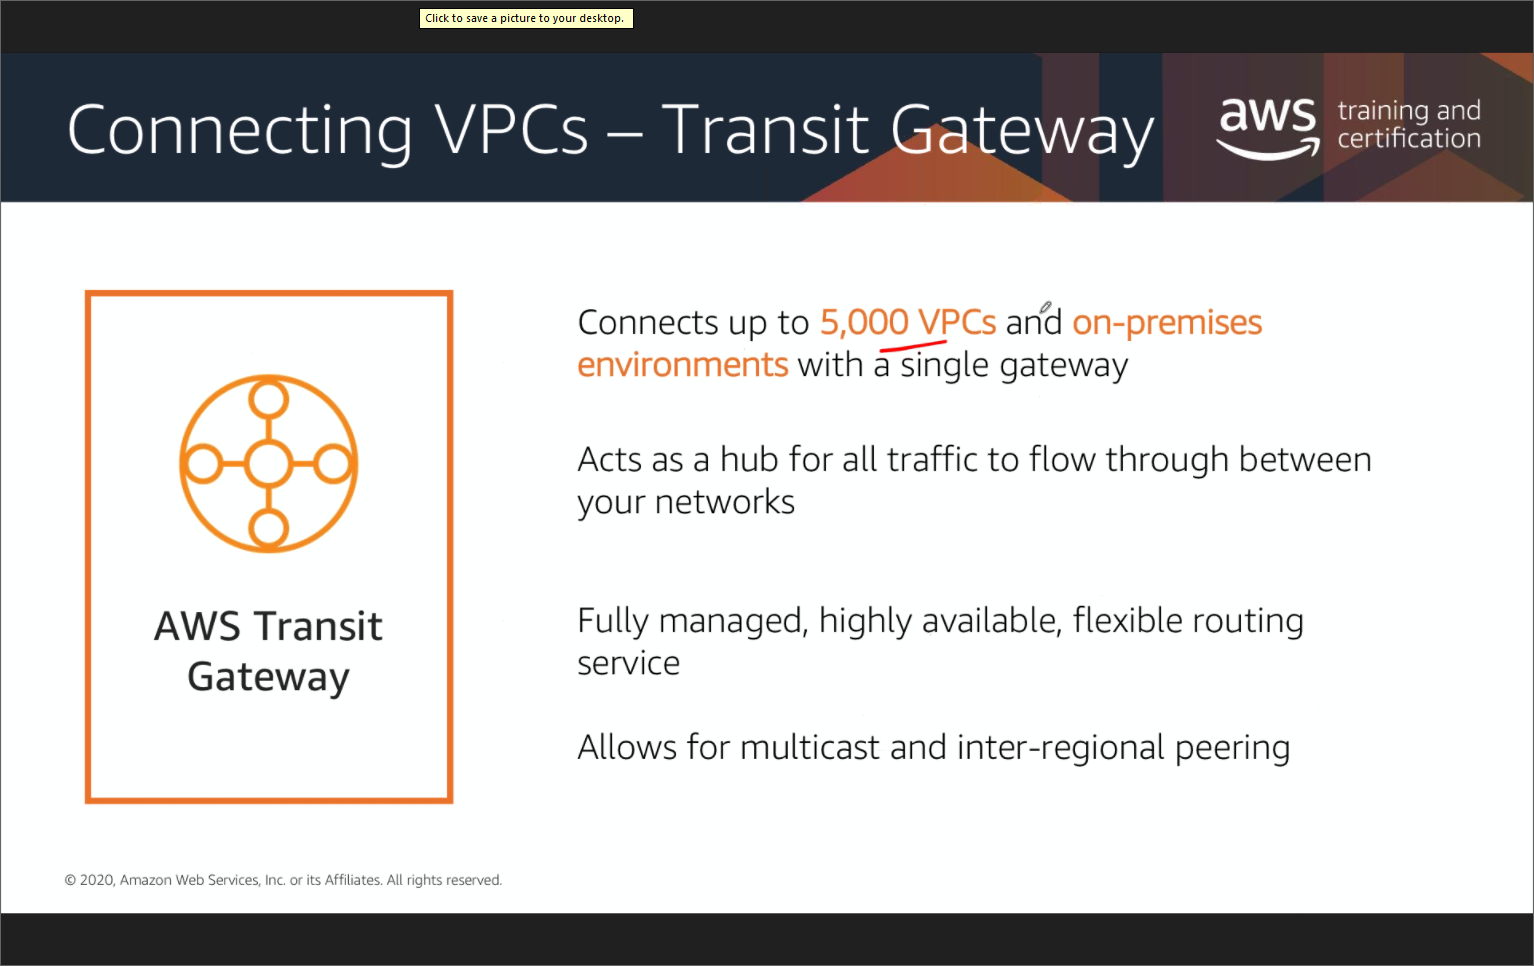 Click to save a picture to your desktop.
Connecting VPCs – Transit Gateway
aws training and
certification
Connects up to 5,000 VPCs and on-premises
environments with a single gateway
Acts as a hub for all traffic to flow through between
your networks
AWS Transit
Gateway
Fully managed, highly available, flexible routing
service
Allows for multicast and inter-regional peering
© 2020, Amazon Web Services, Inc. or its Affiliates. All rights reserved.